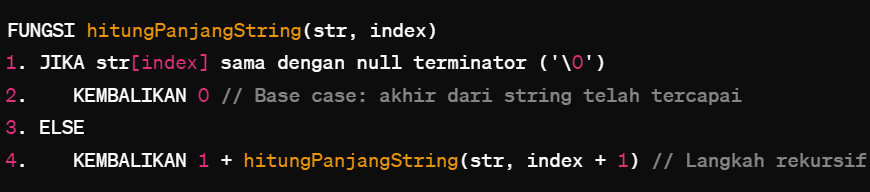 FUNGSI hitungPanjangString(str, index)
1. JIKA str[index] sama dengan null terminator ('\0')
2.    KEMBALIKAN 0 // Base case: akhir dari string telah tercapai
3. ELSE
4.    KEMBALIKAN 1 + hitungPanjangString(str, index + 1) // Langkah rekursif